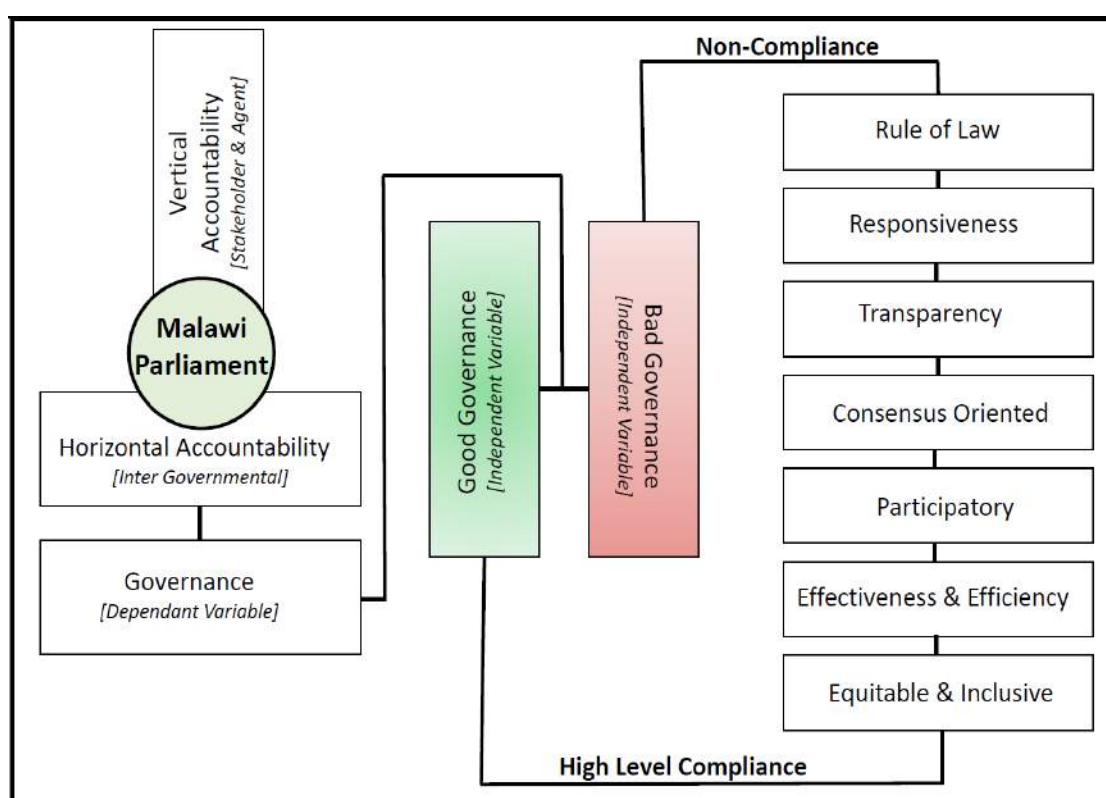 Vertical
Accountability
[Stakeholder & Agent]
Malawi
Parliament
Horizontal Accountability
[Inter Governmental]
Governance
[Dependant Variable]
Good Governance
[Independent Variable]
Bad Governance
[Independent Variable]
Non-Compliance
Rule of Law
Responsiveness
Transparency
Consensus Oriented
Participatory
Effectiveness & Efficiency
Equitable & Inclusive
High Level Compliance